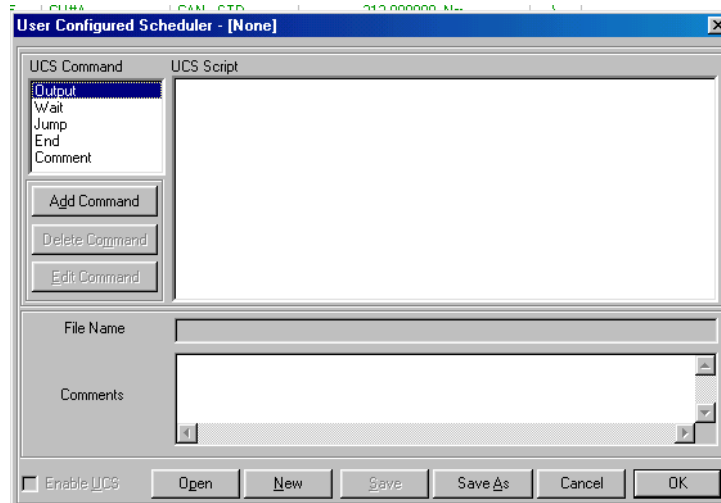 User Configured Scheduler - [None]
UCS Command
UCS Script
Output
Wait
Jump
End
Comment
Add Command
Delete Command
Edit Command
File Name
Comments
Enable UCS
Open
New
Save
Save As
Cancel
OK